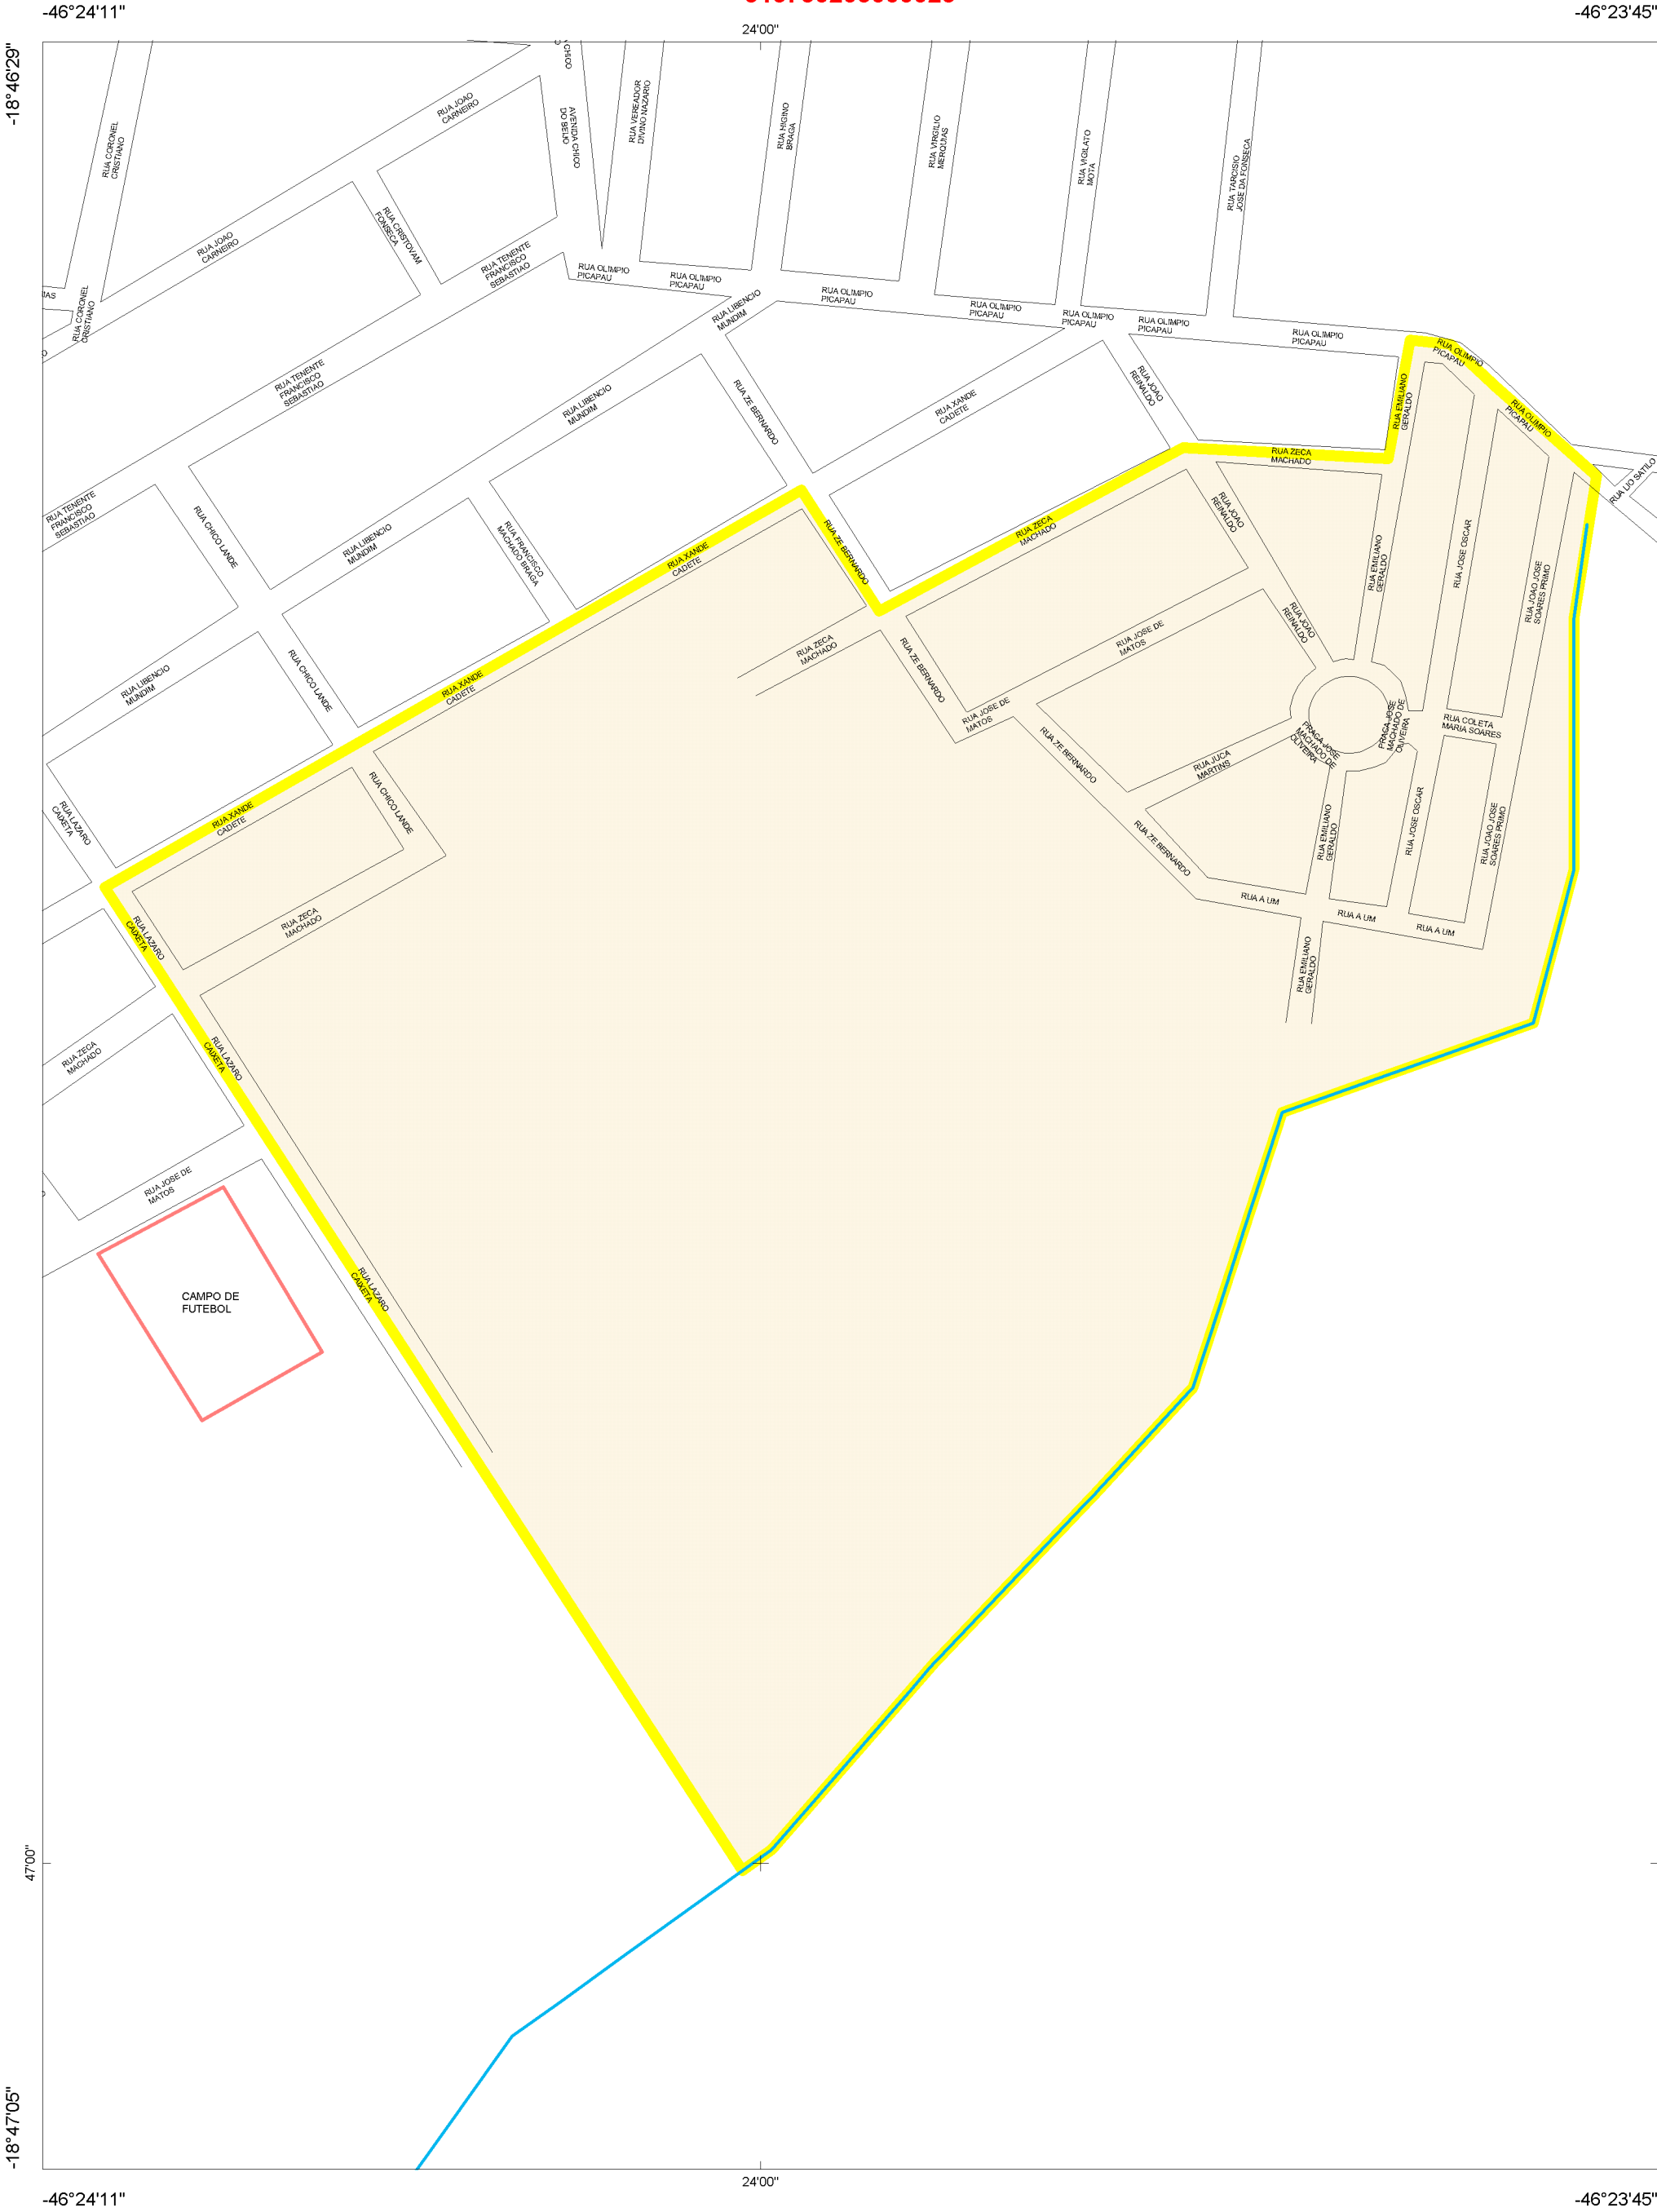 -46°24'11"
24'00"
-46°23'45"
-18°46'29"
RUA CORONEL
CRISTIANO
RUA JOAO
CARNEIRO
CHICO
AVENIDA CHICO
DO BEIJO
RUA VEREADOR
DIVINO NAZARIO
RUA HIGINO
BRAGA
RUA VIRGILIO
MERQUIAS
RUA VIGILATO
MOTA
RUA TARCISIO
JOSE DA FONSECA
RUA JOAO
CARNEIRO
RUA CRISTOVAM
FONSECA
RUA TENENTE
FRANCISCO
SEBASTIAO
RUA OLIMPIO
PICAPAU
RUA OLIMPIO
PICAPAU
RUA OLIMPIO
PICAPAU
RUA OLIMPIO
PICAPAU
RUA OLIMPIO
PICAPAU
RUA OLIMPIO
PICAPAU
RUA OLIMPIO
PICAPAU
RUA OLIMPIO
PICAPAU
RUA OLIMPIO
PICAPAU
IAS
RUA CORONEL
CRISTIANO
RUA LIBENCIO
MUNDIM
RUA TENENTE
FRANCISCO
SEBASTIAO
RUA LIBENCIO
MUNDIM
RUA ZE BERNARDO
RUA XANDE
CADETE
RUA JOAO
REINALDO
RUA EMILIANO
GERALDO
RUA ZECA
MACHADO
RUA LIO SATILO
RUA TENENTE
FRANCISCO
SEBASTIAO
RUA CHICO LANDE
RUA LIBENCIO
MUNDIM
RUA FRANCISCO
MACHADO BRAGA
RUA XANDE
CADETE
RUA ZE BERNARDO
RUA ZECA
MACHADO
RUA JOAO
REINALDO
RUA EMILIANO
GERALDO
RUA JOSE OSCAR
RUA JOAO JOSE
SOARES PRIMO
RUA LIBENCIO
MUNDIM
RUA CHICO LANDE
RUA XANDE
CADETE
RUA ZECA
MACHADO
RUA ZE BERNARDO
RUA JOSE DE
MATOS
RUA JOAO
REINALDO
RUA JOSE DE
MATOS
RUA ZE BERNARDO
PRACA JOSE
MACHADO DE
OLIVEIRA
PRACA JOSE
MACHADO DE
OLIVEIRA
RUA COLETA
MARIA SOARES
RUA JUCA
MARTINS
RUA LAZARO
CAIXETA
RUA XANDE
CADETE
RUA CHICO LANDE
RUA ZE BERNARDO
RUA EMILIANO
GERALDO
RUA JOSE OSCAR
RUA JOAO JOSE
SOARES PRIMO
RUA LAZARO
CAIXETA
RUA ZECA
MACHADO
RUA A UM
RUA A UM
RUA A UM
RUA EMILIANO
GERALDO
RUA ZECA
MACHADO
RUA LAZARO
CAIXETA
RUA JOSE DE
MATOS
CAMPO DE
FUTEBOL
RUA LAZARO
CAIXETA
47'00"
-18°47'05"
-46°24'11"
24'00"
-46°23'45"